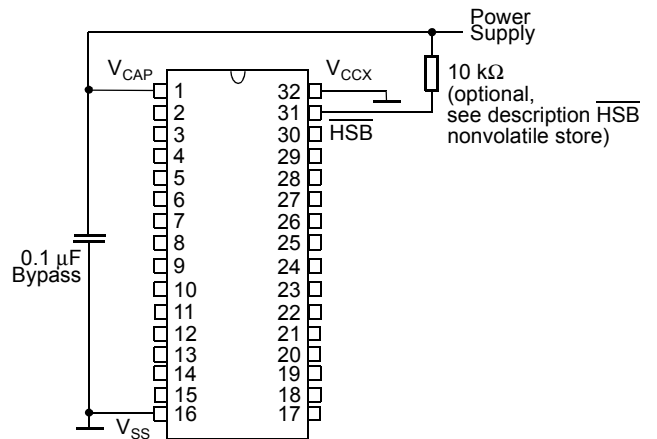 Power
Supply
V_CAP
V_CCX
10 kΩ
(optional,
see description H̅S̅B̅
nonvolatile store)
H̅S̅B̅
1 32
2 31
3 30
4 29
5 28
6 27
7 26
8 25
9 24
10 23
11 22
12 21
13 20
14 19
15 18
16 17
0.1 μF
Bypass
V_SS